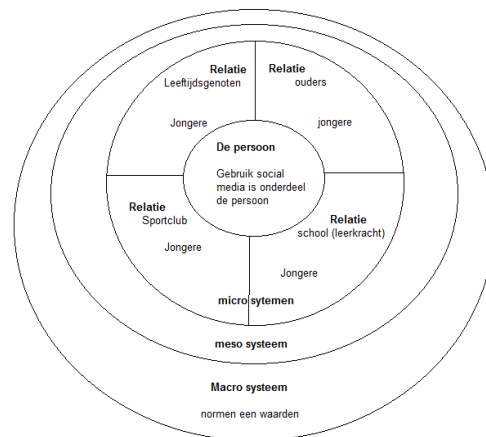 Relatie
Leeftijdsgenoten
Jongere
Relatie
ouders
jongere
De persoon
Gebruik social
media is onderdeel
de persoon
Relatie
Sportclub
Jongere
Relatie
school (leerkracht)
Jongere
micro sytemen
meso systeem
Macro systeem
normen een waarden